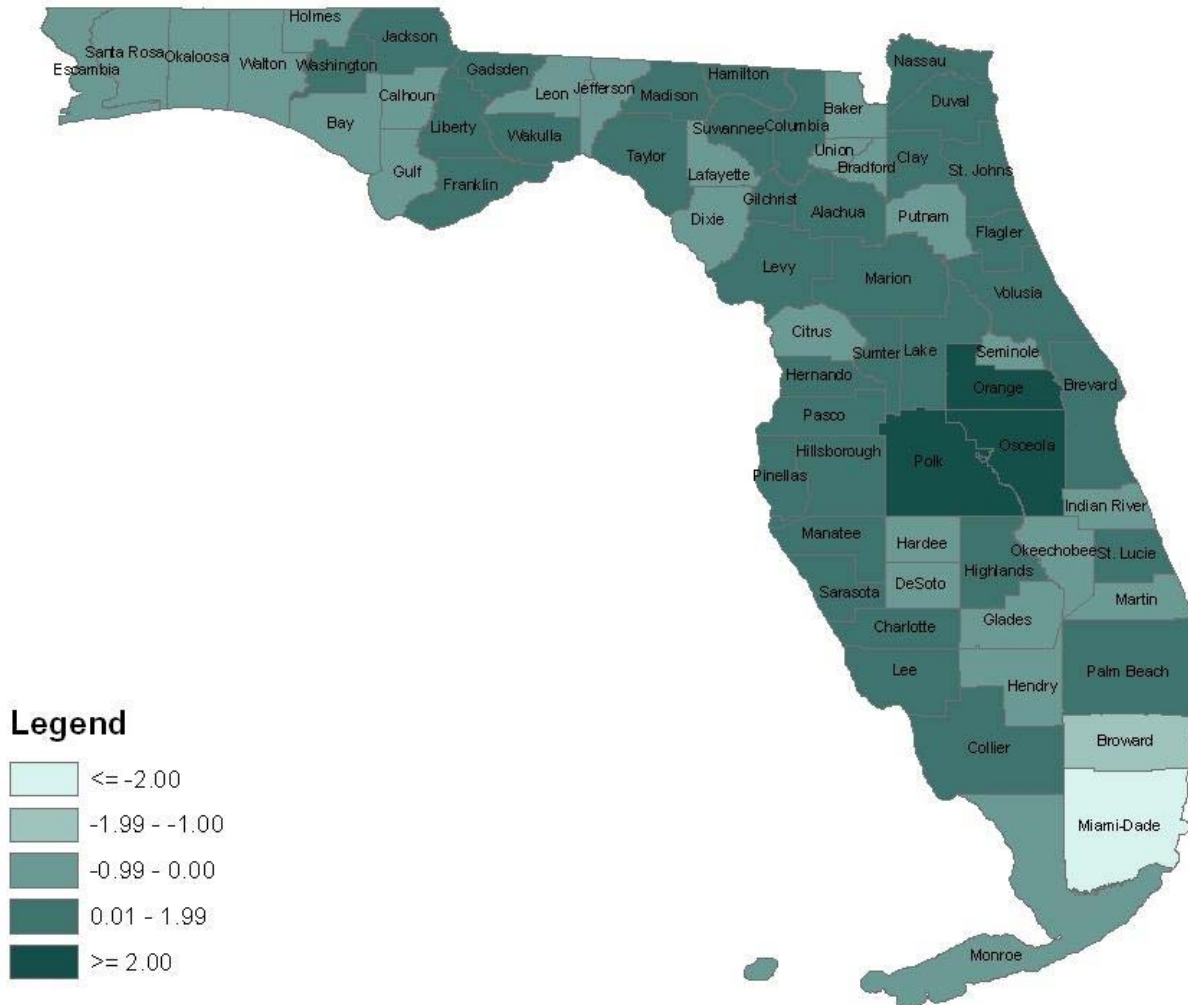 Holmes
Jackson
Santa Rosa
Okaloosa
Walton
Washington
Escambia
Gadsden
Hamilton
Nassau
Calhoun
Leon
Jefferson
Madison
Baker
Duval
Bay
Liberty
Wakulla
Suwannee
Columbia
Taylor
Union
Bradford
Clay
St. Johns
Gulf
Franklin
Lafayette
Gilchrist
Alachua
Putnam
Dixie
Flagler
Levy
Marion
Volusia
Citrus
Sumter
Lake
Seminole
Hernando
Orange
Brevard
Pasco
Hillsborough
Polk
Osceola
Pinellas
Indian River
Manatee
Hardee
Okeechobee
St. Lucie
Highlands
DeSoto
Sarasota
Martin
Glades
Charlotte
Lee
Palm Beach
Hendry
Collier
Broward
Miami-Dade
Monroe
Legend
<= -2.00
-1.99 - -1.00
-0.99 - 0.00
0.01 - 1.99
>= 2.00